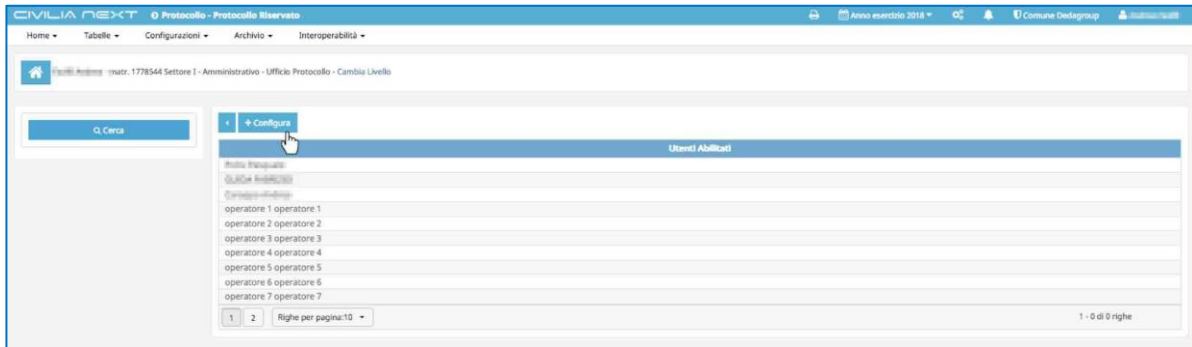 CIVILIA NEXT Protocollo - Protocollo Riservato Anno esercizio 2018 Comune Dedagroup
Home Tabelle Configurazioni Archivio Interoperabilità
matr. 1778544 Settore I - Amministrativo - Ufficio Protocollo - Cambia Livello
Cerca
+ Configura
Utenti Abilitati
operatore 1 operatore 1
operatore 2 operatore 2
operatore 3 operatore 3
operatore 4 operatore 4
operatore 5 operatore 5
operatore 6 operatore 6
operatore 7 operatore 7
1 2 Righe per pagina:10 1 - 0 di 0 righe